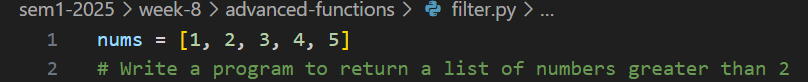 sem1-2025 > week-8 > advanced-functions > filter.py > ...
1 nums = [1, 2, 3, 4, 5]
2 # Write a program to return a list of numbers greater than 2